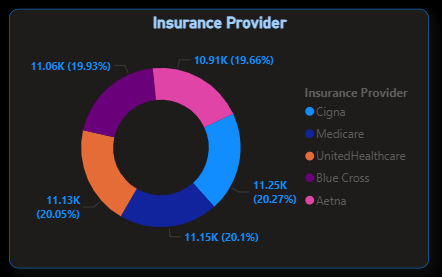 Insurance Provider
11.06K (19.93%)
10.91K (19.66%)
Insurance Provider
Cigna
Medicare
UnitedHealthcare
Blue Cross
Aetna
11.25K
(20.27%)
11.13K
(20.05%)
11.15K (20.1%)